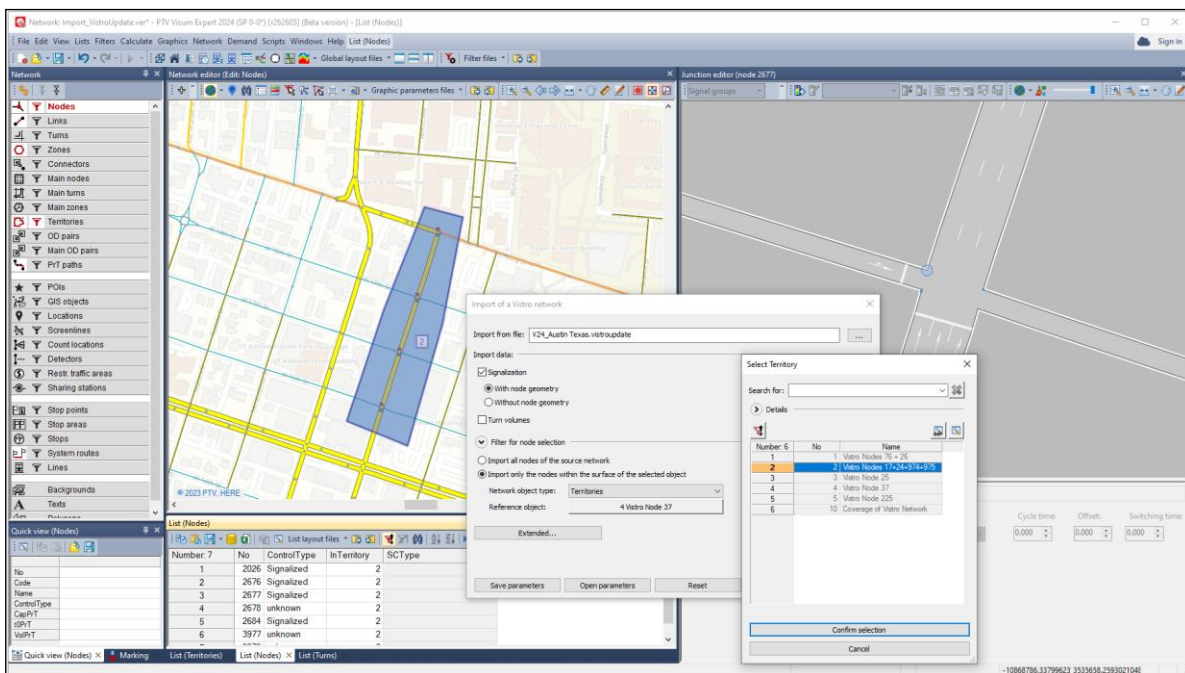 Network: Import_VistroUpdate.ver* - PTV Visum Expert 2024 (SP 0-0*) [r262605] (Beta version) - [List (Nodes)]
File Edit View Lists Filters Calculate Graphics Network Demand Scripts Windows Help List (Nodes)
Sign in
Global layout files
Filter files
Network
Network editor (Edit: Nodes)
Junction editor (node 2677)
Graphic parameters files
Signal groups
Nodes
Links
Turns
Zones
Connectors
Main nodes
Main turns
Main zones
Territories
OD pairs
Main OD pairs
PrT paths
POIs
GIS objects
Locations
Screenlines
Count locations
Detectors
Restr. traffic areas
Sharing stations
Stop points
Stop areas
Stops
System routes
Lines
Backgrounds
Texts
2
© 2023 PTV, HERE
Import of a Vistro network
Import from file:
V24_Austin Texas.vistroupdate
...
Import data:
Signalization
With node geometry
Without node geometry
Turn volumes
Filter for node selection
Import all nodes of the source network
Import only the nodes within the surface of the selected object
Network object type:
Territories
Reference object:
4 Vistro Node 37
Extended...
Save parameters
Open parameters
Reset
Select Territory
Search for:
Details
Number: 6 No Name
1 1 Vistro Nodes 76 + 26
2 2 Vistro Nodes 17+24+974+975
3 3 Vistro Node 25
4 4 Vistro Node 37
5 5 Vistro Node 225
6 10 Coverage of Vistro Network
Confirm selection
Cancel
Cycle time: Offset: Switching time:
0.000 0.000 0.000
Quick view (Nodes)
No
Code
Name
ControlType
CapPrT
t0PrT
VolPrT
List (Nodes)
List layout files
Number: 7 No ControlType InTerritory SCType
1 2026 Signalized 2
2 2676 Signalized 2
3 2677 Signalized 2
4 2678 unknown 2
5 2684 Signalized 2
6 3977 unknown 2
Quick view (Nodes) Marking List (Territories) List (Nodes) List (Turns)